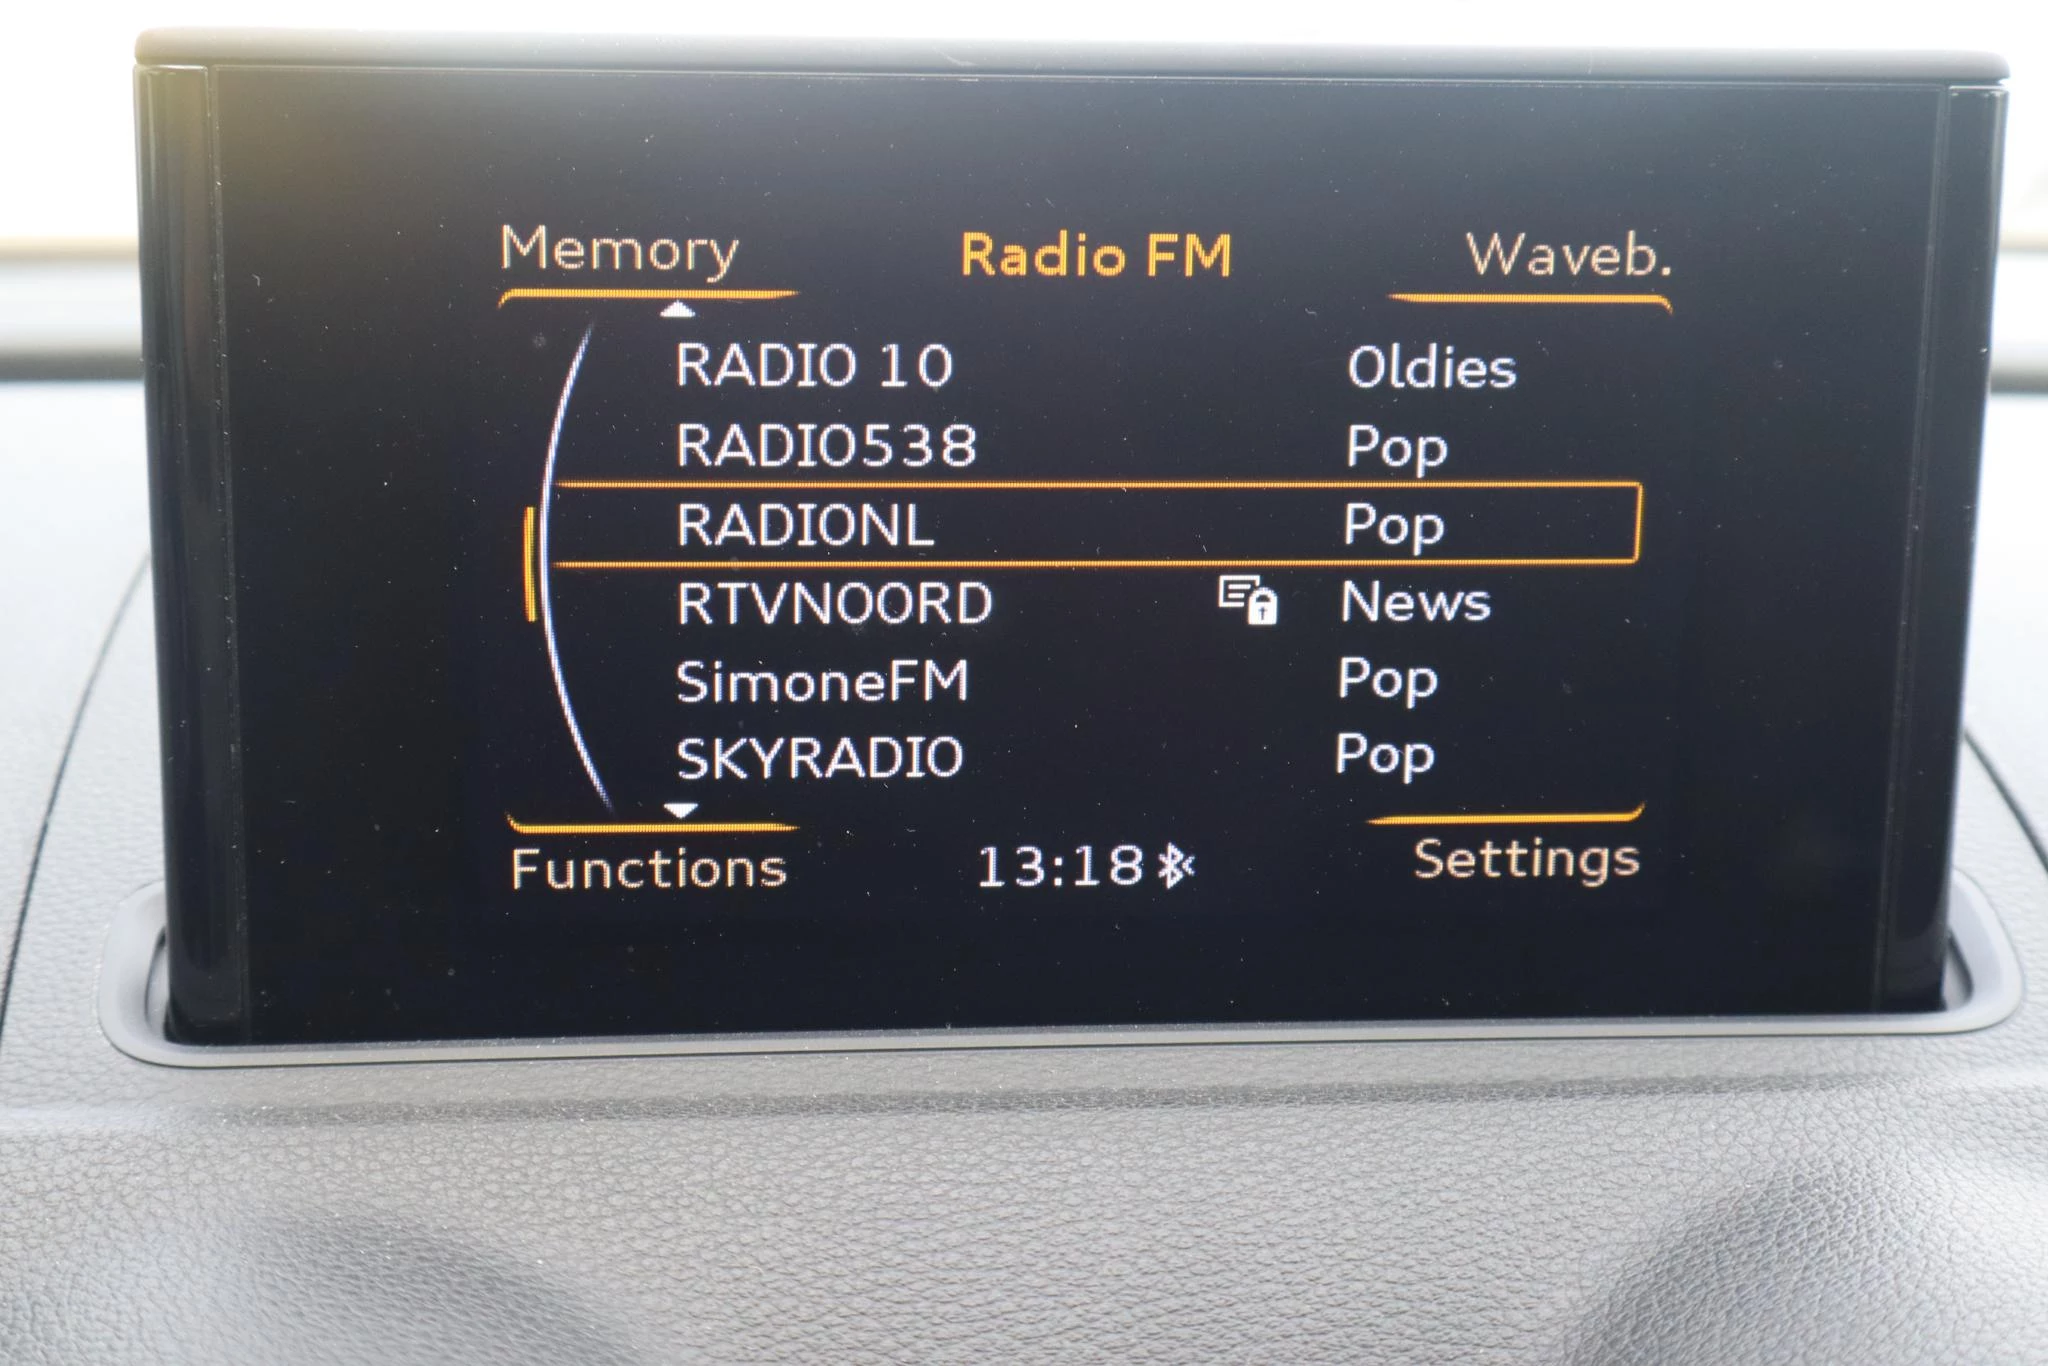 Memory Radio FM Waveb.
RADIO 10 Oldies
RADIO538 Pop
RADIONL Pop
RTVNOORD News
SimoneFM Pop
SKYRADIO Pop
Functions 13:18 Settings